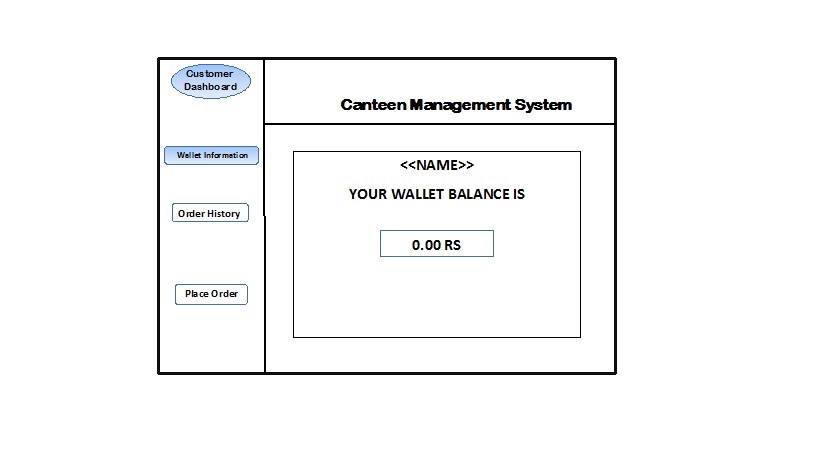 Customer
Dashboard
Canteen Management System
Wallet Information
Order History
Place Order
<<NAME>>
YOUR WALLET BALANCE IS
0.00 RS